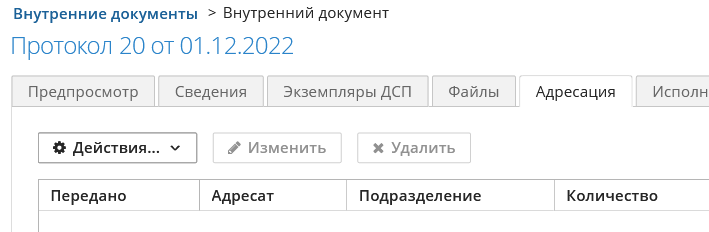 Внутренние документы > Внутренний документ
Протокол 20 от 01.12.2022
Предпросмотр Сведения Экземпляры ДСП Файлы Адресация Исполн
Действия... Изменить Удалить
Передано Адресат Подразделение Количество